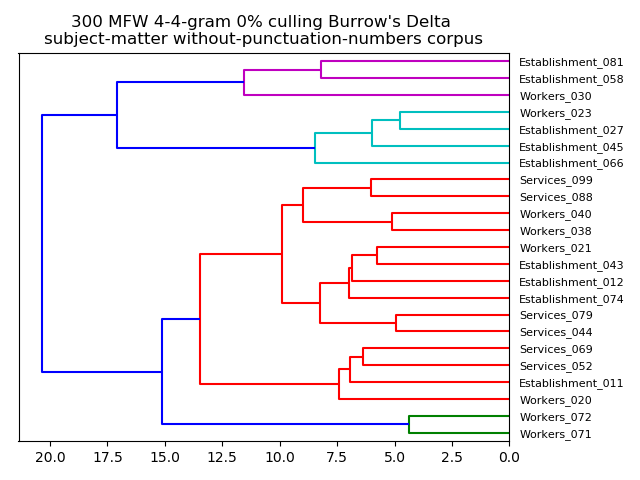 300 MFW 4-4-gram 0% culling Burrow's Delta
subject-matter without-punctuation-numbers corpus
Establishment_081
Establishment_058
Workers_030
Workers_023
Establishment_027
Establishment_045
Establishment_066
Services_099
Services_088
Workers_040
Workers_038
Workers_021
Establishment_043
Establishment_012
Establishment_074
Services_079
Services_044
Services_069
Services_052
Establishment_011
Workers_020
Workers_072
Workers_071
20.0 17.5 15.0 12.5 10.0 7.5 5.0 2.5 0.0